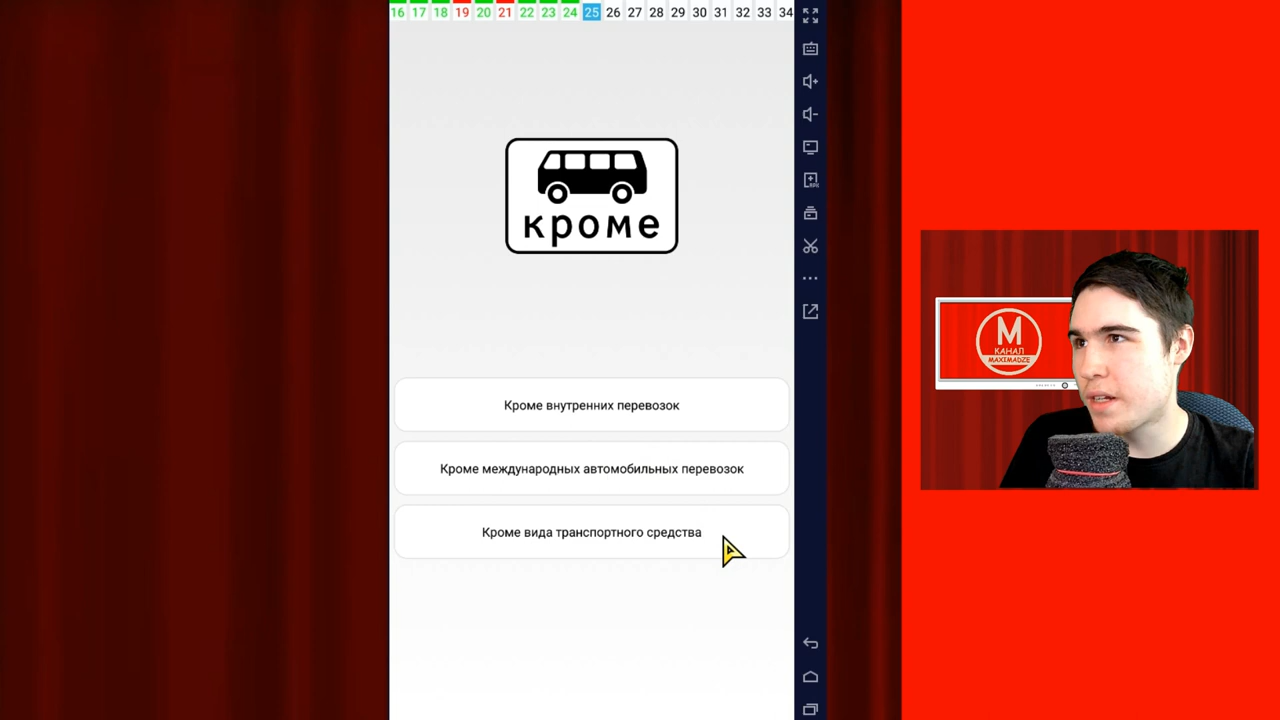 16 17 18 19 20 21 22 23 24 25 26 27 28 29 30 31 32 33 34
кроме
Кроме внутренних перевозок
Кроме международных автомобильных перевозок
Кроме вида транспортного средства
М
КАНАЛ
MAXIMADZE